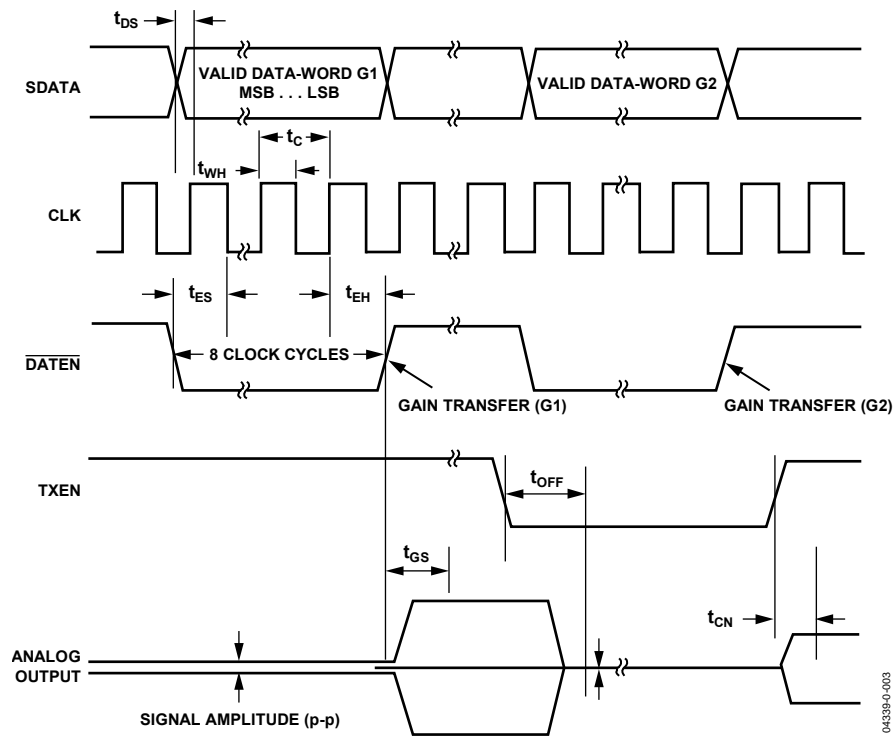 tDS
SDATA
VALID DATA-WORD G1
MSB . . . LSB
VALID DATA-WORD G2
tC
tWH
CLK
tES
tEH
DATEN
8 CLOCK CYCLES
GAIN TRANSFER (G1)
GAIN TRANSFER (G2)
TXEN
tOFF
tGS
tCN
ANALOG
OUTPUT
SIGNAL AMPLITUDE (p-p)
04339-0-003